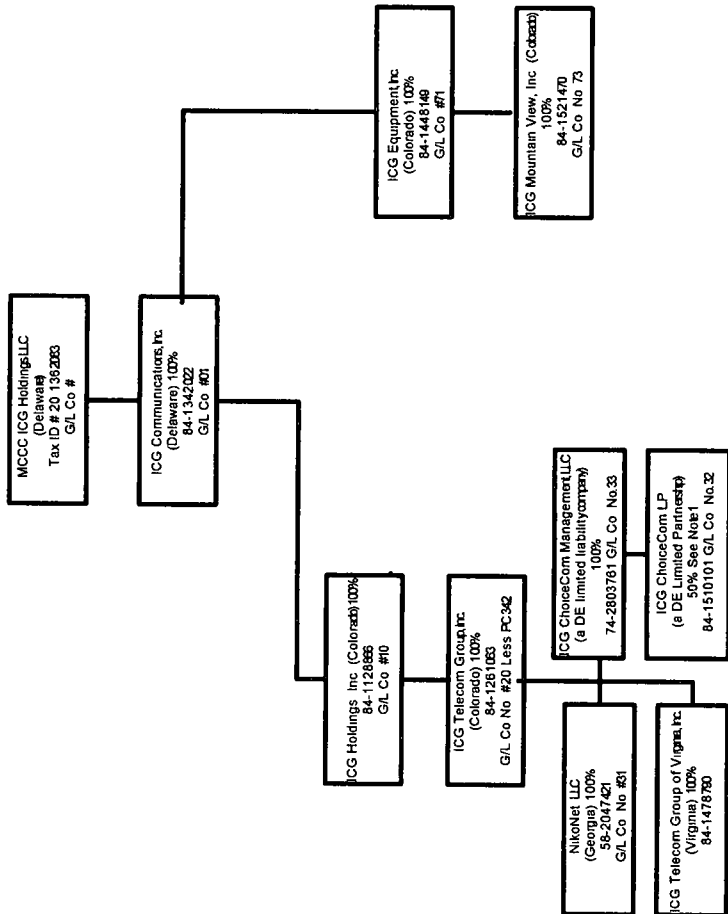 MCCC ICG Holdings LLC
(Delaware)
Tax ID # 20 1362083
G/L Co #
ICG Communications, Inc.
(Delaware) 100%
84-1342022
G/L Co #01
ICG Equipment, Inc
(Colorado) 100%
84-1448149
G/L Co #71
ICG Mountain View, Inc (Colorado)
100%
84-1521470
G/L Co No 73
ICG Holdings Inc (Colorado) 100%
84-1128866
G/L Co #10
ICG Telecom Group, Inc.
(Colorado) 100%
84-1261063
G/L Co No #20 Less PC342
NikoNet LLC
(Georgia) 100%
58-2047421
G/L Co No #31
ICG ChoiceCom Management, LLC
(a DE limited liability company)
100%
74-2803761 G/L Co No.33
ICG Telecom Group of Virginia, Inc.
(Virginia) 100%
84-1478790
ICG ChoiceCom LP
(a DE Limited Partnership)
50% See Note1
84-1510101 G/L Co No.32